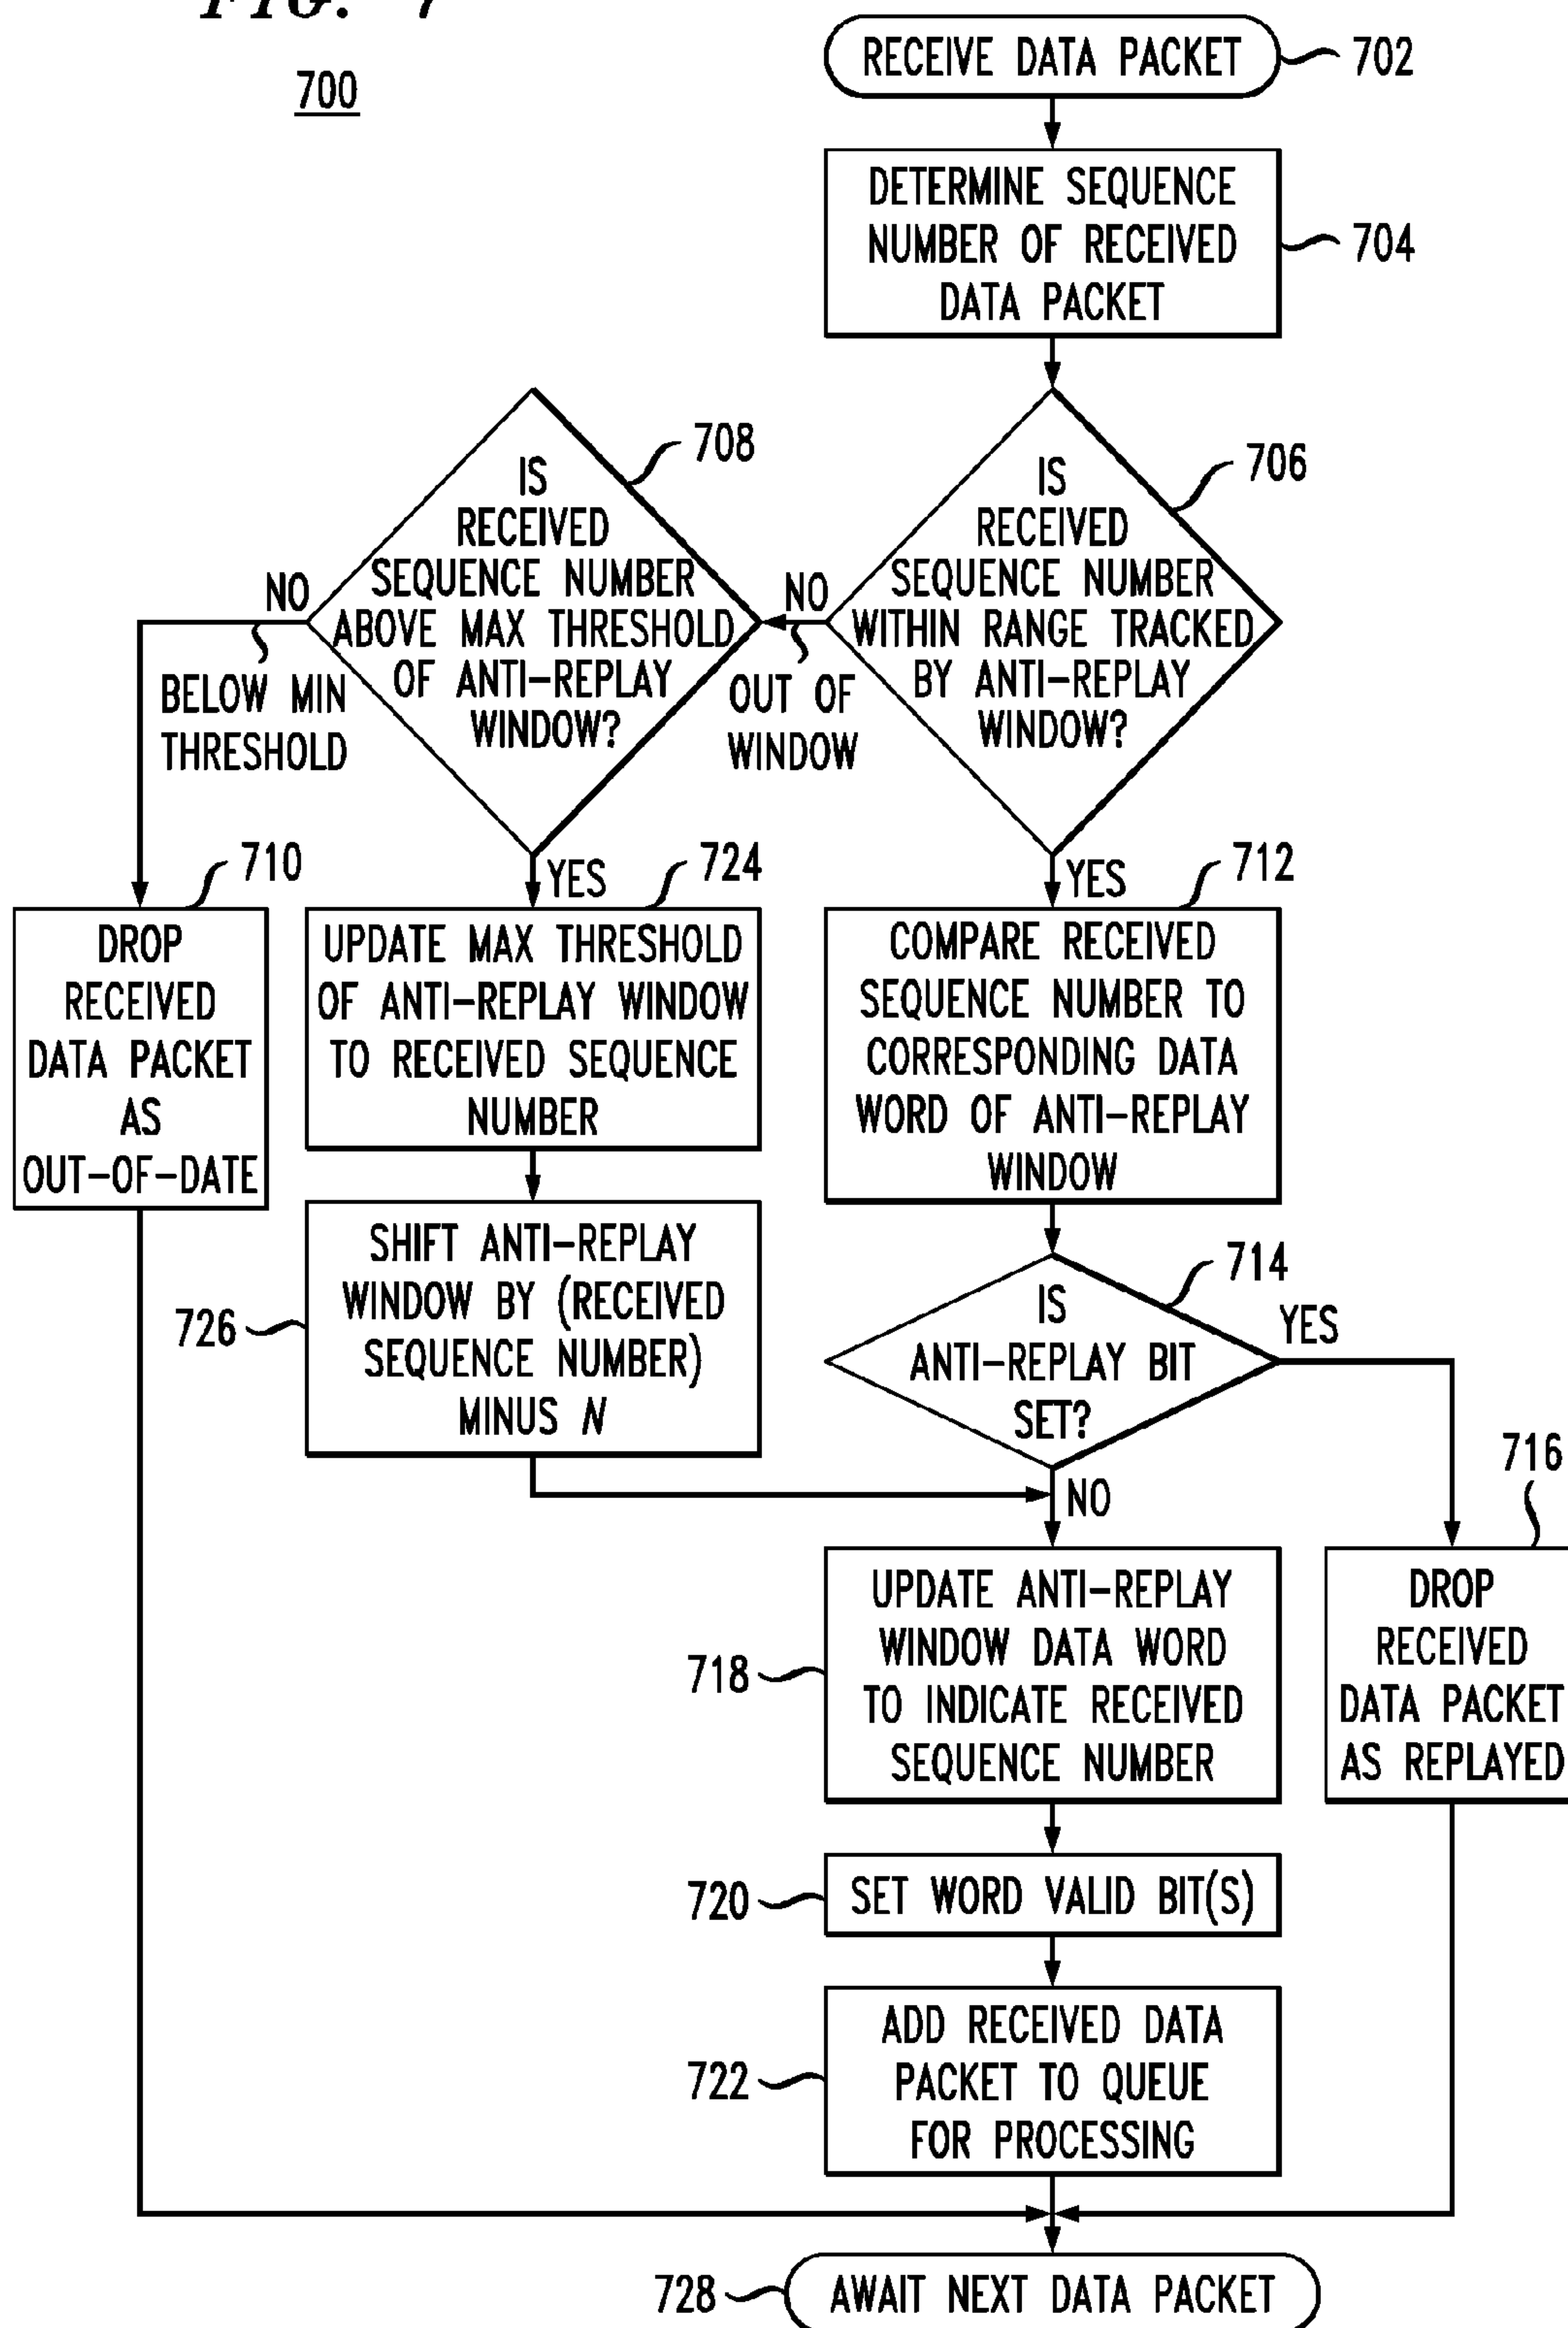 FIG. 7
700
RECEIVE DATA PACKET
702
DETERMINE SEQUENCE
NUMBER OF RECEIVED
DATA PACKET
704
708
IS
RECEIVED
SEQUENCE NUMBER
ABOVE MAX THRESHOLD
OF ANTI-REPLAY
WINDOW?
706
IS
RECEIVED
SEQUENCE NUMBER
WITHIN RANGE TRACKED
BY ANTI-REPLAY
WINDOW?
NO
BELOW MIN
THRESHOLD
NO
OUT OF
WINDOW
710
DROP
RECEIVED
DATA PACKET
AS
OUT-OF-DATE
YES
724
UPDATE MAX THRESHOLD
OF ANTI-REPLAY WINDOW
TO RECEIVED SEQUENCE
NUMBER
YES
712
COMPARE RECEIVED
SEQUENCE NUMBER TO
CORRESPONDING DATA
WORD OF ANTI-REPLAY
WINDOW
726
SHIFT ANTI-REPLAY
WINDOW BY (RECEIVED
SEQUENCE NUMBER)
MINUS N
714
IS
ANTI-REPLAY BIT
SET?
YES
NO
716
DROP
RECEIVED
DATA PACKET
AS REPLAYED
718
UPDATE ANTI-REPLAY
WINDOW DATA WORD
TO INDICATE RECEIVED
SEQUENCE NUMBER
720
SET WORD VALID BIT(S)
722
ADD RECEIVED DATA
PACKET TO QUEUE
FOR PROCESSING
728
AWAIT NEXT DATA PACKET